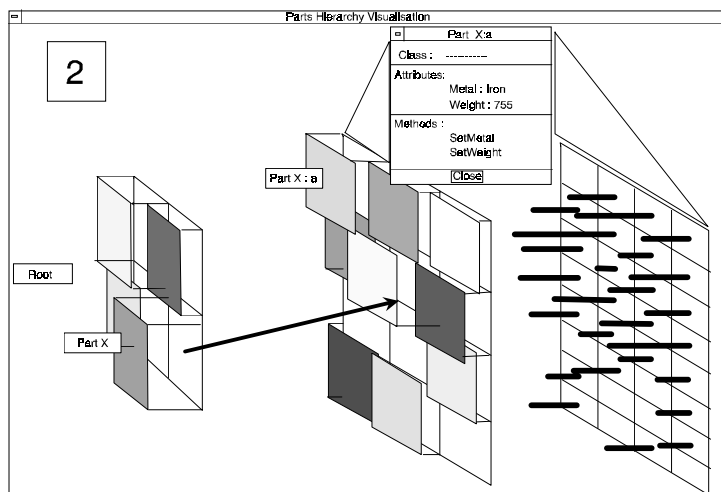 Parts Hierarchy Visualisation
2
Part X:a
Class : -----------
Attributes:
Metal : Iron
Weight : 755
Methods :
SetMetal
SetWeight
Close
Part X : a
Root
Part X